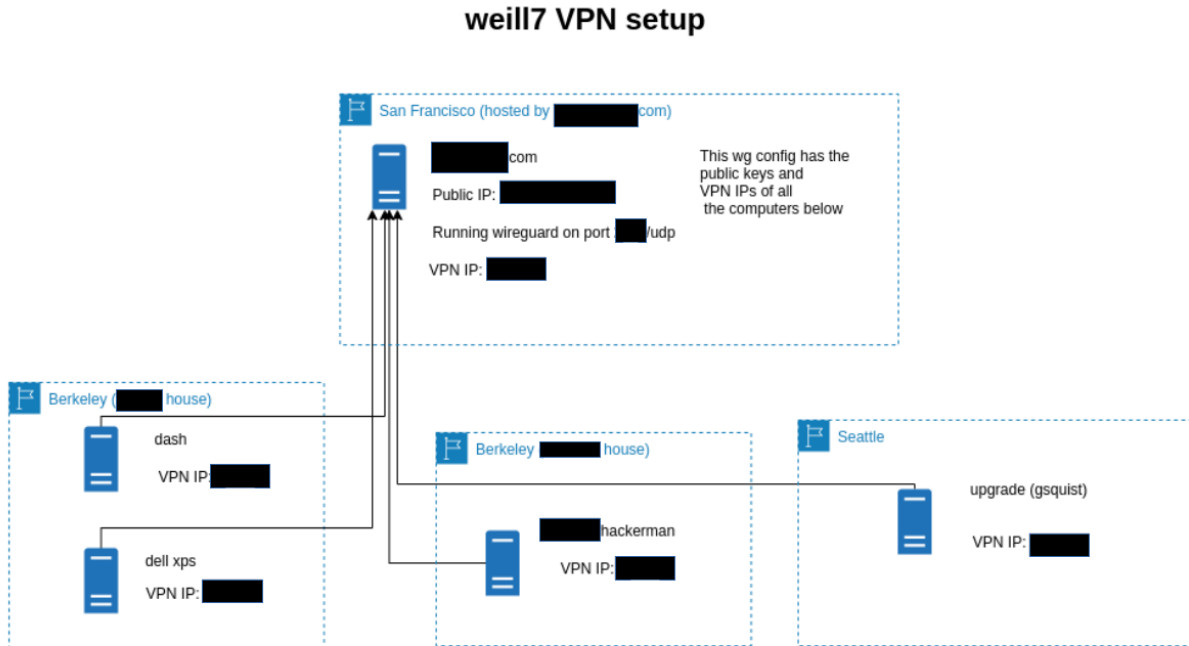 weill7 VPN setup
San Francisco (hosted by com)
com
Public IP:
Running wireguard on port /udp
VPN IP:
This wg config has the
public keys and
VPN IPs of all
the computers below
Berkeley ( house)
dash
VPN IP:
dell xps
VPN IP:
Berkeley house)
hackerman
VPN IP:
Seattle
upgrade (gsquist)
VPN IP: